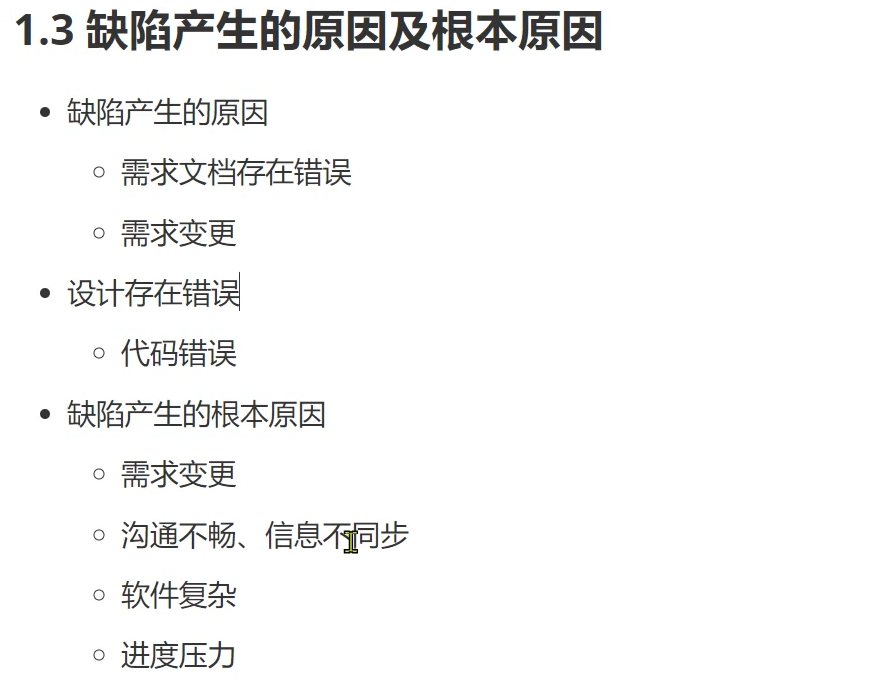 1.3 缺陷产生的原因及根本原因
缺陷产生的原因
需求文档存在错误
需求变更
设计存在错误
代码错误
缺陷产生的根本原因
需求变更
沟通不畅、信息不同步
软件复杂
进度压力